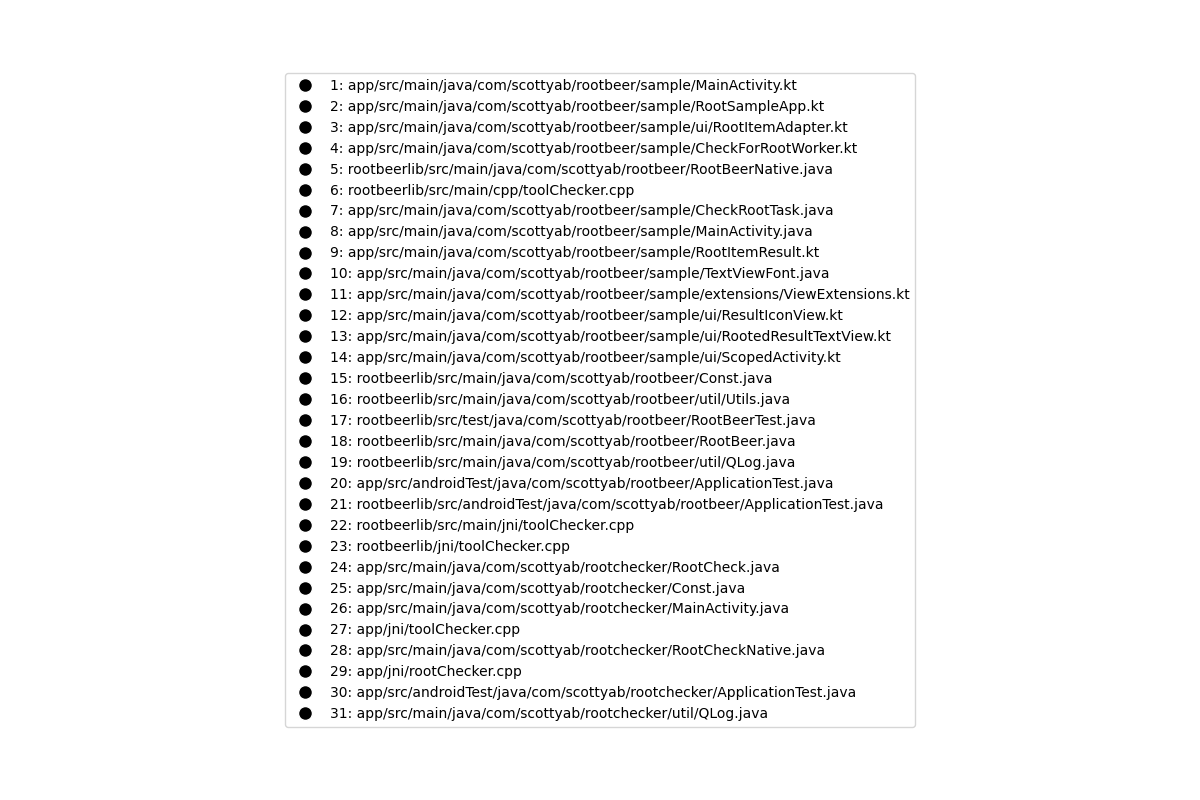 1: app/src/main/java/com/scottyab/rootbeer/sample/MainActivity.kt
2: app/src/main/java/com/scottyab/rootbeer/sample/RootSampleApp.kt
3: app/src/main/java/com/scottyab/rootbeer/sample/ui/RootItemAdapter.kt
4: app/src/main/java/com/scottyab/rootbeer/sample/CheckForRootWorker.kt
5: rootbeerlib/src/main/java/com/scottyab/rootbeer/RootBeerNative.java
6: rootbeerlib/src/main/cpp/toolChecker.cpp
7: app/src/main/java/com/scottyab/rootbeer/sample/CheckRootTask.java
8: app/src/main/java/com/scottyab/rootbeer/sample/MainActivity.java
9: app/src/main/java/com/scottyab/rootbeer/sample/RootItemResult.kt
10: app/src/main/java/com/scottyab/rootbeer/sample/TextViewFont.java
11: app/src/main/java/com/scottyab/rootbeer/sample/extensions/ViewExtensions.kt
12: app/src/main/java/com/scottyab/rootbeer/sample/ui/ResultIconView.kt
13: app/src/main/java/com/scottyab/rootbeer/sample/ui/RootedResultTextView.kt
14: app/src/main/java/com/scottyab/rootbeer/sample/ui/ScopedActivity.kt
15: rootbeerlib/src/main/java/com/scottyab/rootbeer/Const.java
16: rootbeerlib/src/main/java/com/scottyab/rootbeer/util/Utils.java
17: rootbeerlib/src/test/java/com/scottyab/rootbeer/RootBeerTest.java
18: rootbeerlib/src/main/java/com/scottyab/rootbeer/RootBeer.java
19: rootbeerlib/src/main/java/com/scottyab/rootbeer/util/QLog.java
20: app/src/androidTest/java/com/scottyab/rootbeer/ApplicationTest.java
21: rootbeerlib/src/androidTest/java/com/scottyab/rootbeer/ApplicationTest.java
22: rootbeerlib/src/main/jni/toolChecker.cpp
23: rootbeerlib/jni/toolChecker.cpp
24: app/src/main/java/com/scottyab/rootchecker/RootCheck.java
25: app/src/main/java/com/scottyab/rootchecker/Const.java
26: app/src/main/java/com/scottyab/rootchecker/MainActivity.java
27: app/jni/toolChecker.cpp
28: app/src/main/java/com/scottyab/rootchecker/RootCheckNative.java
29: app/jni/rootChecker.cpp
30: app/src/androidTest/java/com/scottyab/rootchecker/ApplicationTest.java
31: app/src/main/java/com/scottyab/rootchecker/util/QLog.java